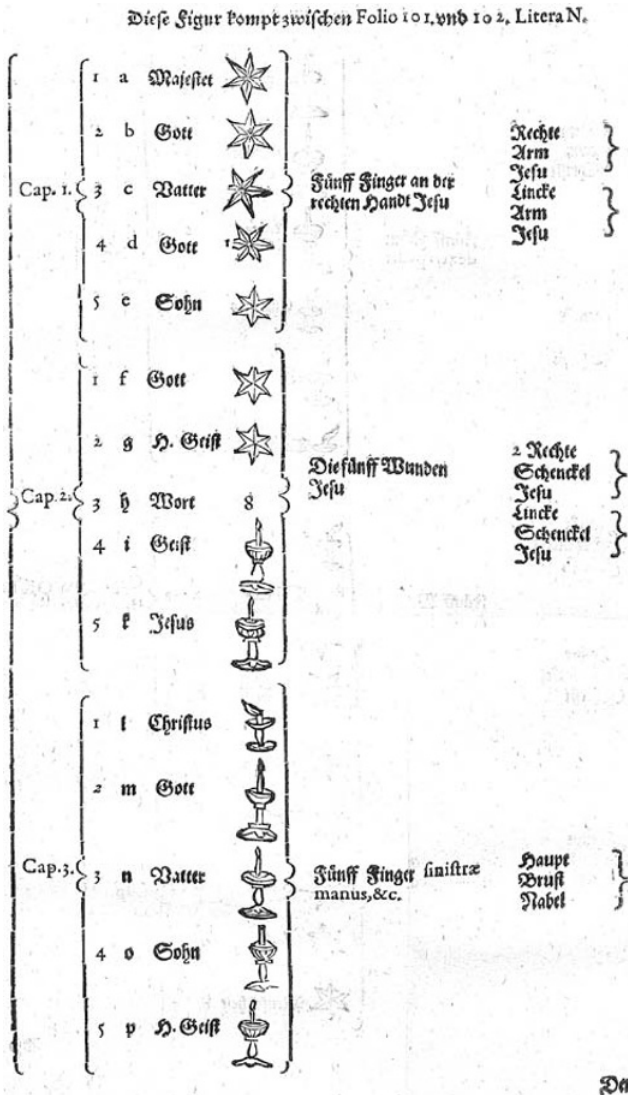 Diese Figur kompt zwischen Folio 101. vnd 102. Litera N.
Cap. 1.
1 a Majestet
2 b Gott
3 c Vatter
4 d Gott 1
5 e Sohn
Fünff Finger an der
rechten Handt Jesu
Rechte
Arm
Jesu
Lincke
Arm
Jesu
Cap. 2.
1 f Gott
2 g H. Geist
3 h Wort 8
4 i Geist
5 k Jesus
Die fünff Wunden
Jesu
2 Rechte
Schenckel
Jesu
Lincke
Schenckel
Jesu
Cap. 3.
1 l Christus
2 m Gott
3 n Vatter
4 o Sohn
5 p H. Geist
Fünff Finger sinistræ
manus, &c.
Haupt
Brust
Nabel
De